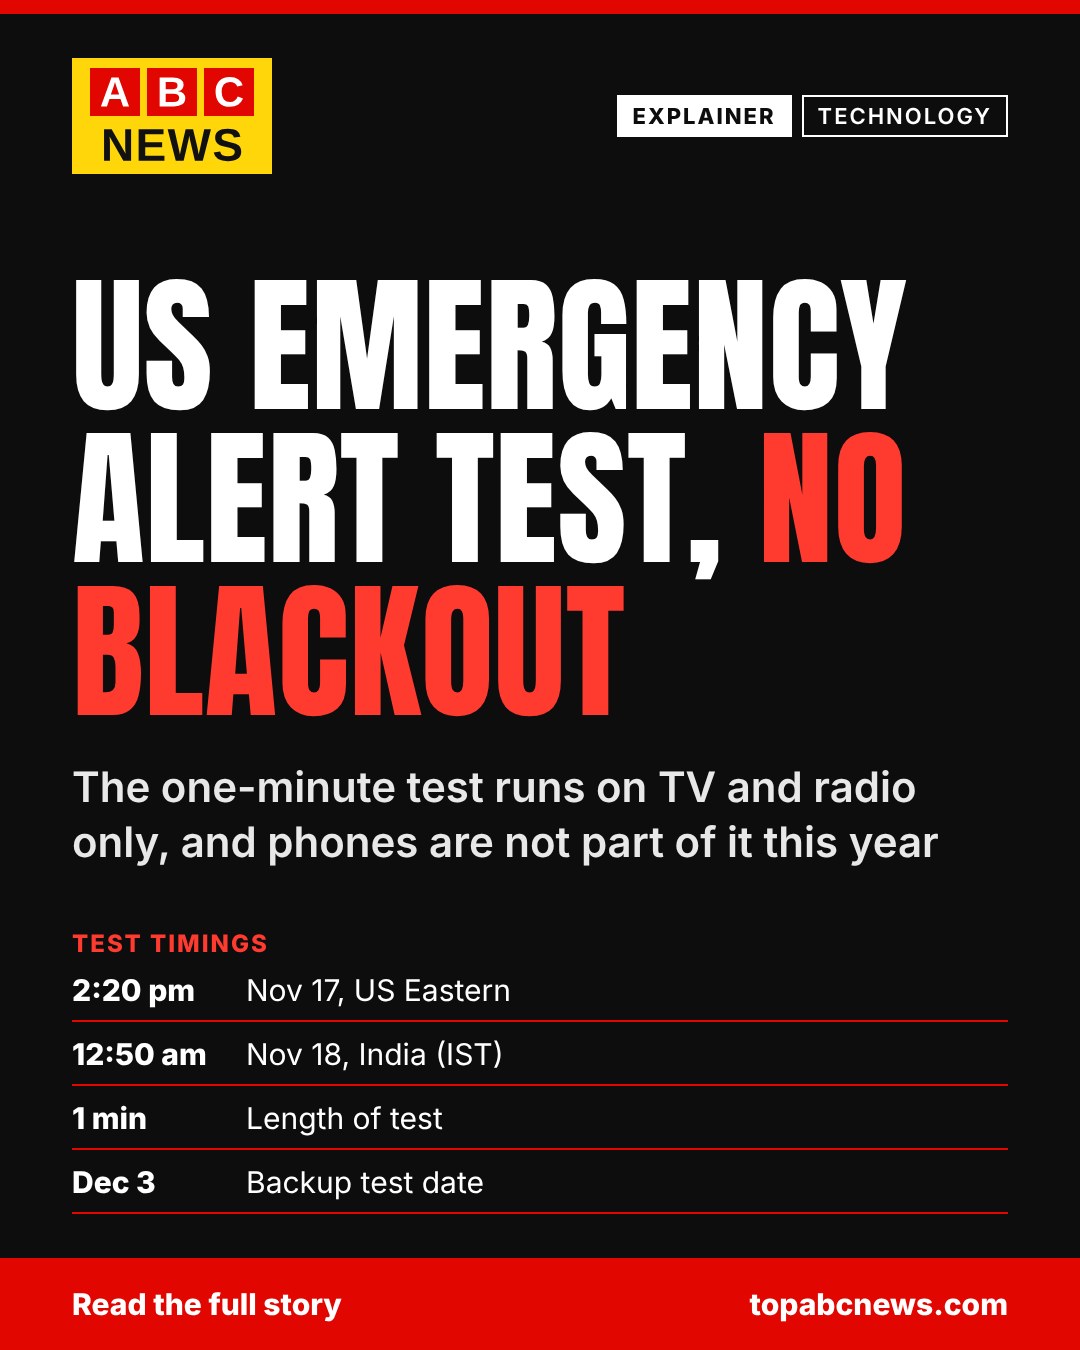 ABC
NEWS
EXPLAINER
TECHNOLOGY
US EMERGENCY
ALERT TEST, NO
BLACKOUT
The one-minute test runs on TV and radio
only, and phones are not part of it this year
TEST TIMINGS
2:20 pm Nov 17, US Eastern
12:50 am Nov 18, India (IST)
1 min Length of test
Dec 3 Backup test date
Read the full story
topabcnews.com